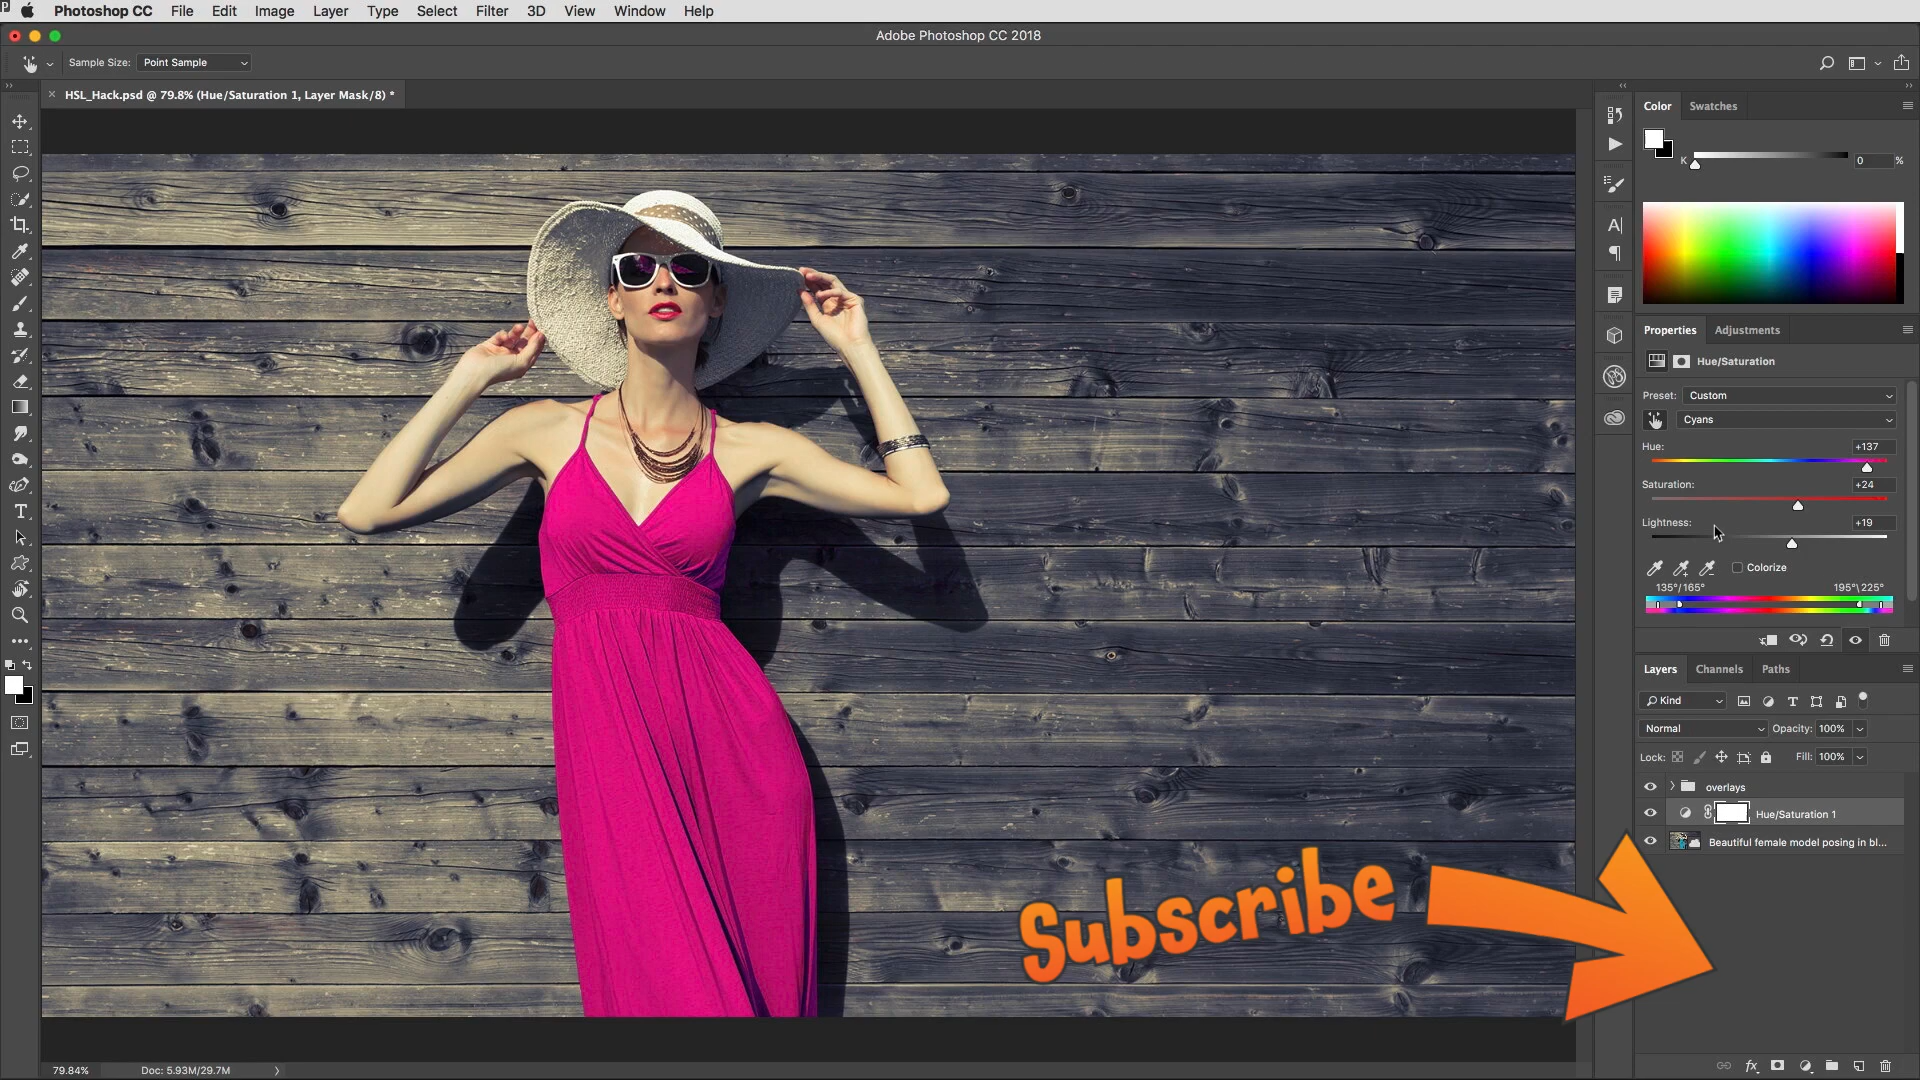 Photoshop CC File Edit Image Layer Type Select Filter 3D View Window Help
Adobe Photoshop CC 2018
Sample Size: Point Sample
× HSL_Hack.psd @ 79.8% (Hue/Saturation 1, Layer Mask/8) *
Color Swatches
K 0 %
Properties Adjustments
Hue/Saturation
Preset: Custom
Cyans
Hue: +137
Saturation: +24
Lightness: +19
Colorize
135°/165° 195°\225°
Layers Channels Paths
Kind
Normal Opacity: 100%
Lock: Fill: 100%
overlays
Hue/Saturation 1
Beautiful female model posing in bl...
Subscribe
79.84% Doc: 5.93M/29.7M